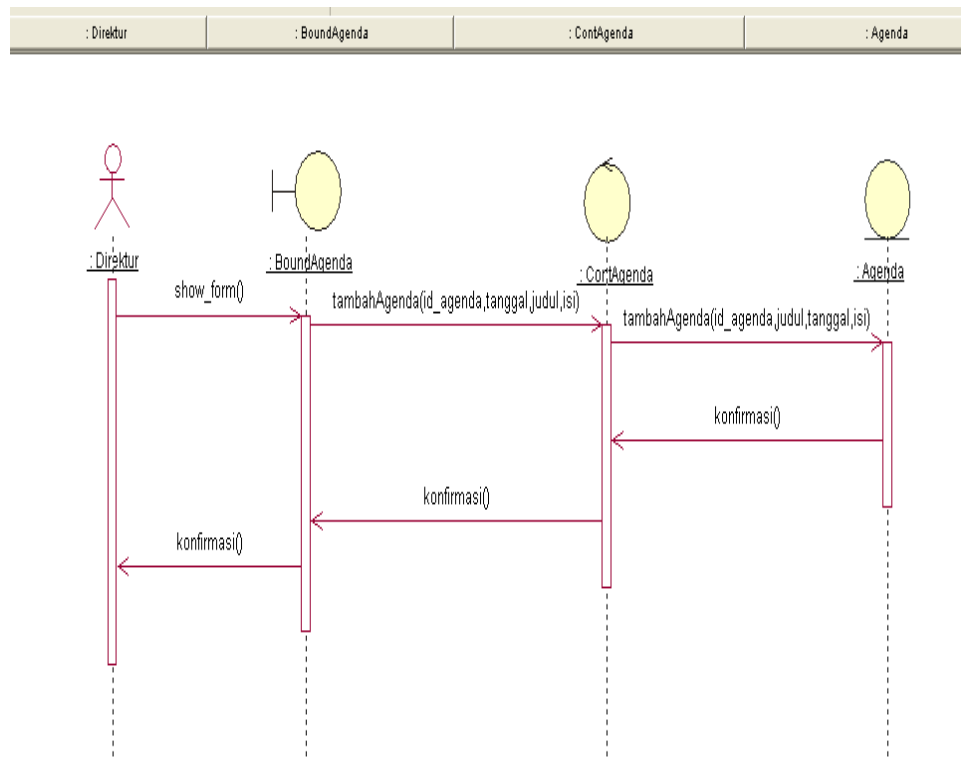 : Direktur
: BoundAgenda
: ContAgenda
: Agenda
: Direktur
: BoundAgenda
: ContAgenda
: Agenda
show_form()
tambahAgenda(id_agenda,tanggal,judul,isi)
tambahAgenda(id_agenda,judul,tanggal,isi)
konfirmasi()
konfirmasi()
konfirmasi()